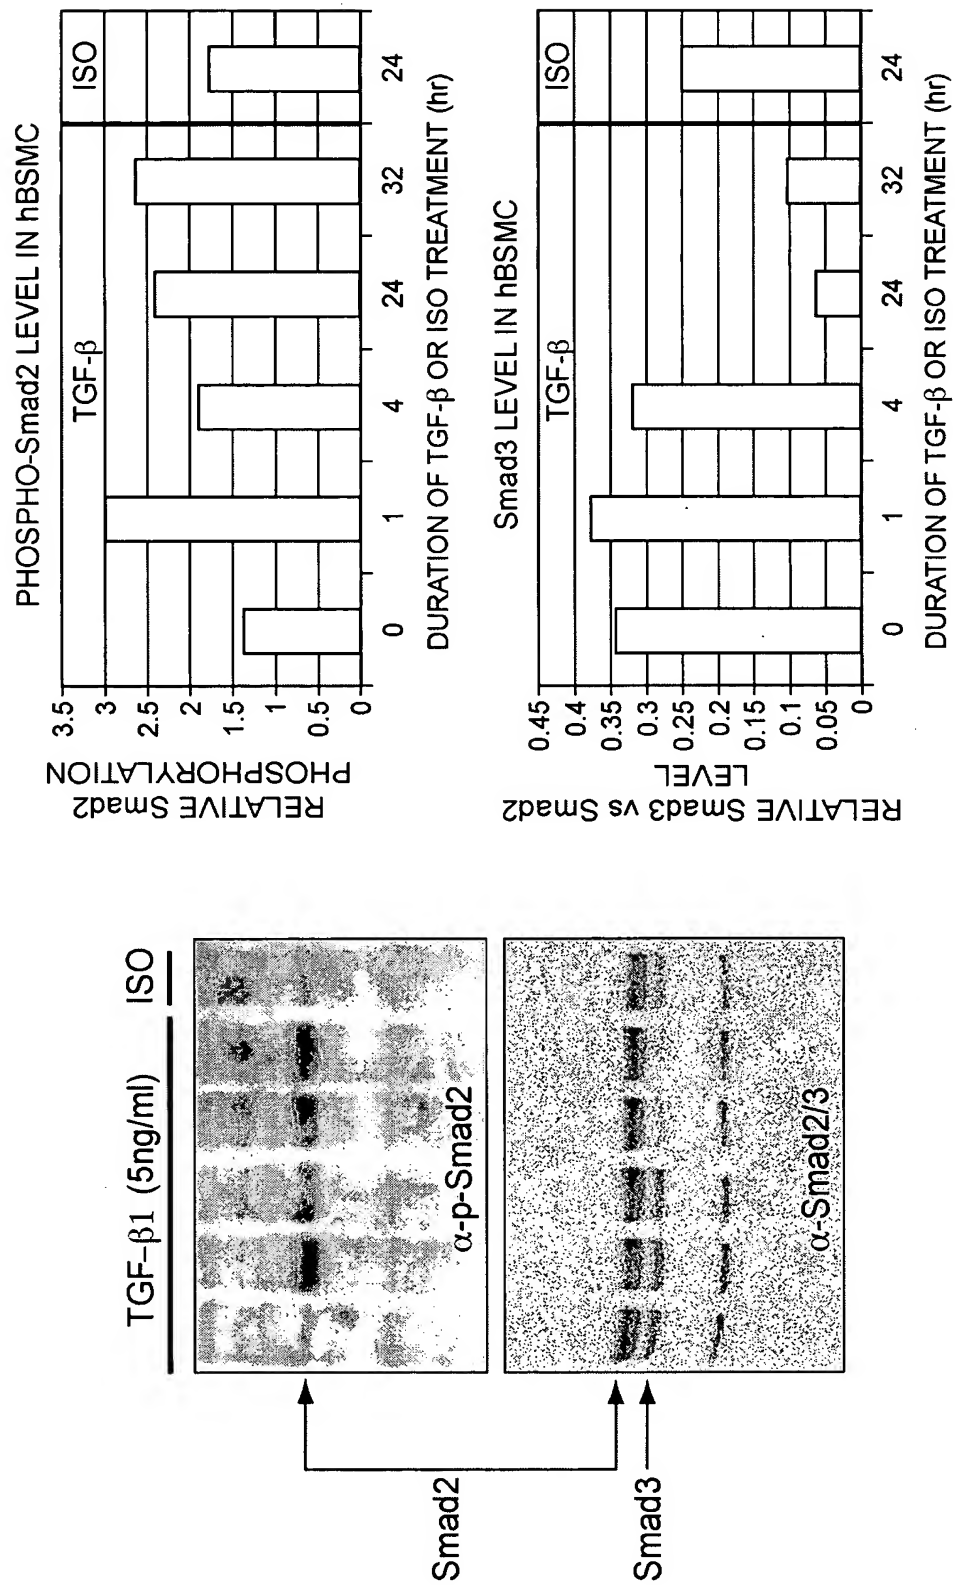 TGF-β1 (5ng/ml)
ISO
α-p-Smad2
α-Smad2/3
Smad2
Smad3
PHOSPHO-Smad2 LEVEL IN hBSMC
RELATIVE Smad2
PHOSPHORYLATION
3.5
3
2.5
2
1.5
1
0.5
0
TGF-β
ISO
0 1 4 24 32 24
DURATION OF TGF-β OR ISO TREATMENT (hr)
Smad3 LEVEL IN hBSMC
RELATIVE Smad3 vs Smad2
LEVEL
0.45
0.4
0.35
0.3
0.25
0.2
0.15
0.1
0.05
0
TGF-β
ISO
0 1 4 24 32 24
DURATION OF TGF-β OR ISO TREATMENT (hr)